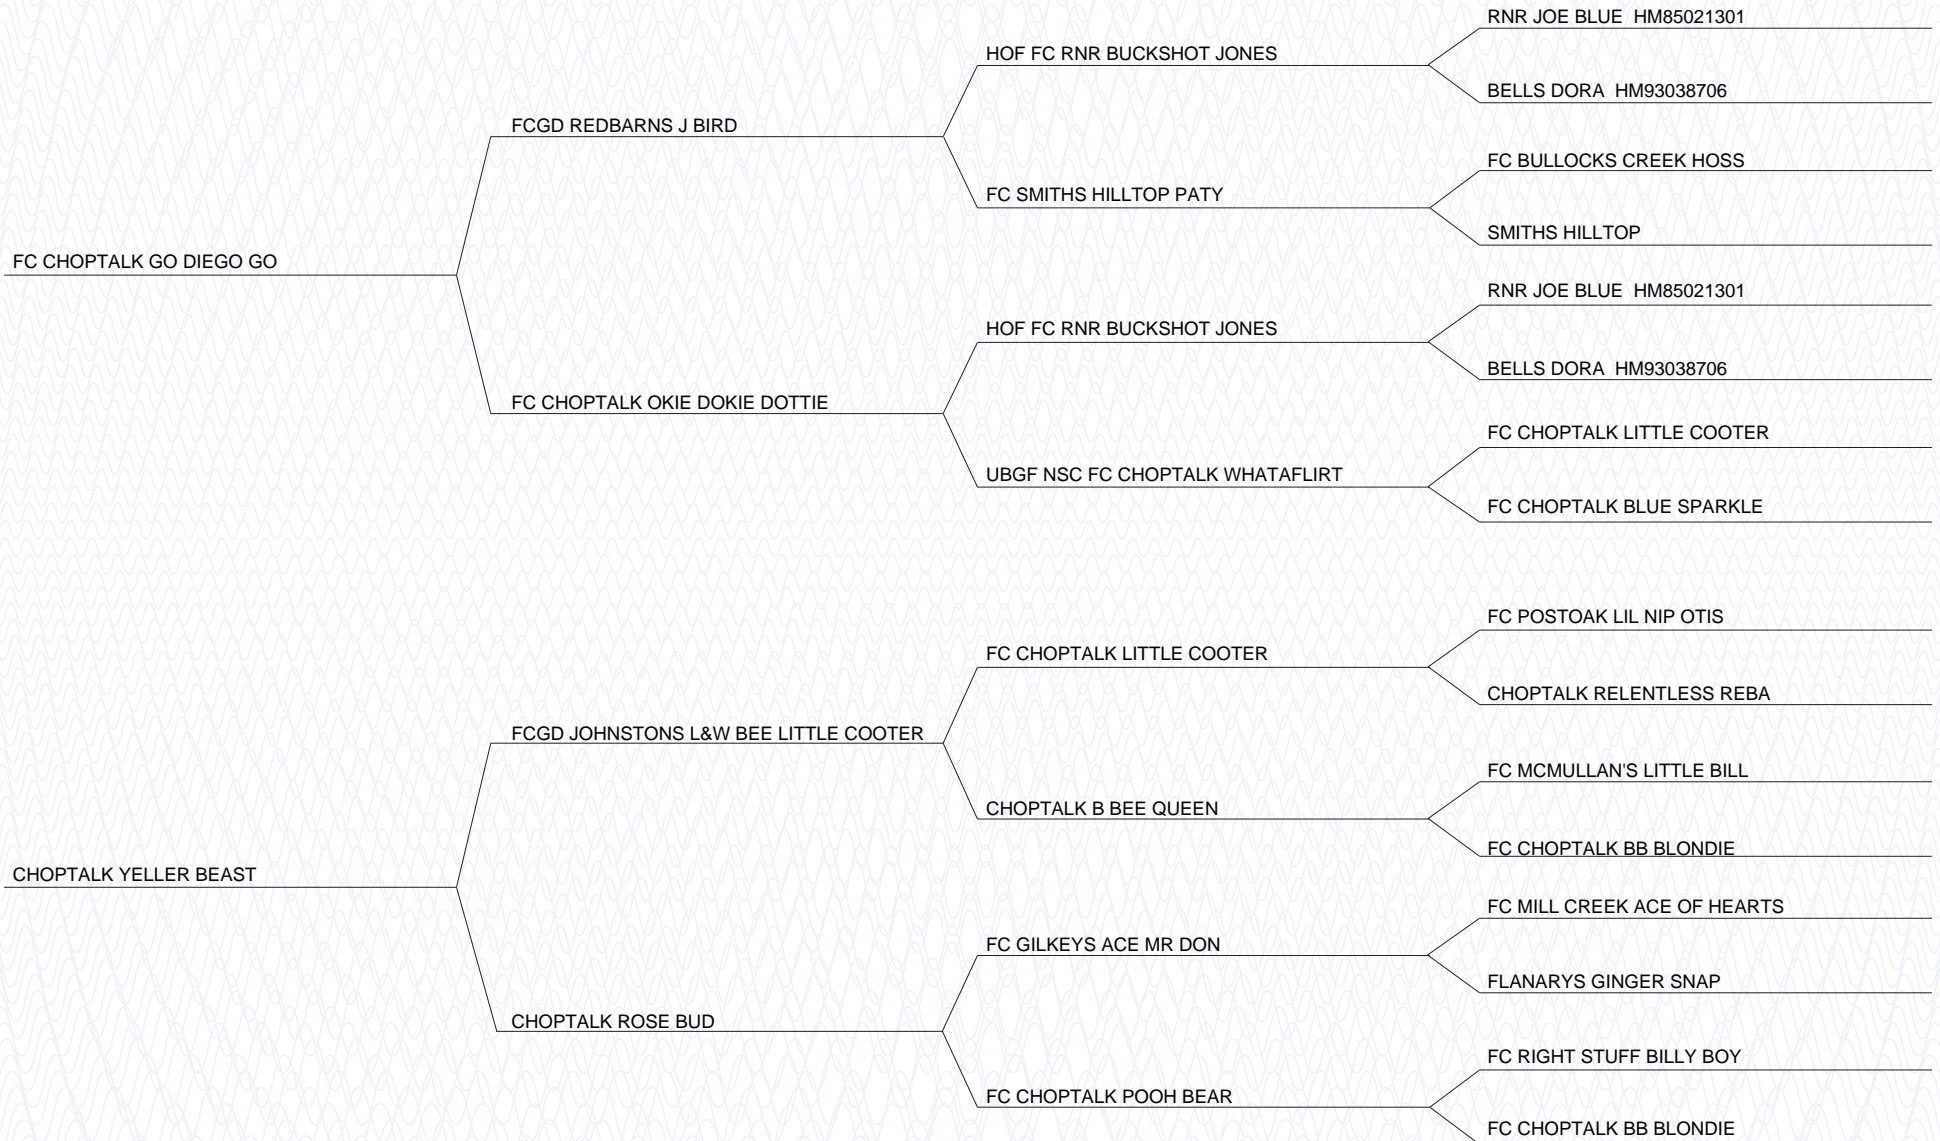 RNR JOE BLUE  HM85021301
HOF FC RNR BUCKSHOT JONES
BELLS DORA  HM93038706
FCGD REDBARNS J BIRD
FC BULLOCKS CREEK HOSS
FC SMITHS HILLTOP PATY
SMITHS HILLTOP
FC CHOPTALK GO DIEGO GO
RNR JOE BLUE  HM85021301
HOF FC RNR BUCKSHOT JONES
BELLS DORA  HM93038706
FC CHOPTALK OKIE DOKIE DOTTIE
FC CHOPTALK LITTLE COOTER
UBGF NSC FC CHOPTALK WHATAFLIRT
FC CHOPTALK BLUE SPARKLE
FC POSTOAK LIL NIP OTIS
FC CHOPTALK LITTLE COOTER
CHOPTALK RELENTLESS REBA
FCGD JOHNSTONS L&W BEE LITTLE COOTER
FC MCMULLAN'S LITTLE BILL
CHOPTALK B BEE QUEEN
FC CHOPTALK BB BLONDIE
CHOPTALK YELLER BEAST
FC MILL CREEK ACE OF HEARTS
FC GILKEYS ACE MR DON
FLANARYS GINGER SNAP
CHOPTALK ROSE BUD
FC RIGHT STUFF BILLY BOY
FC CHOPTALK POOH BEAR
FC CHOPTALK BB BLONDIE